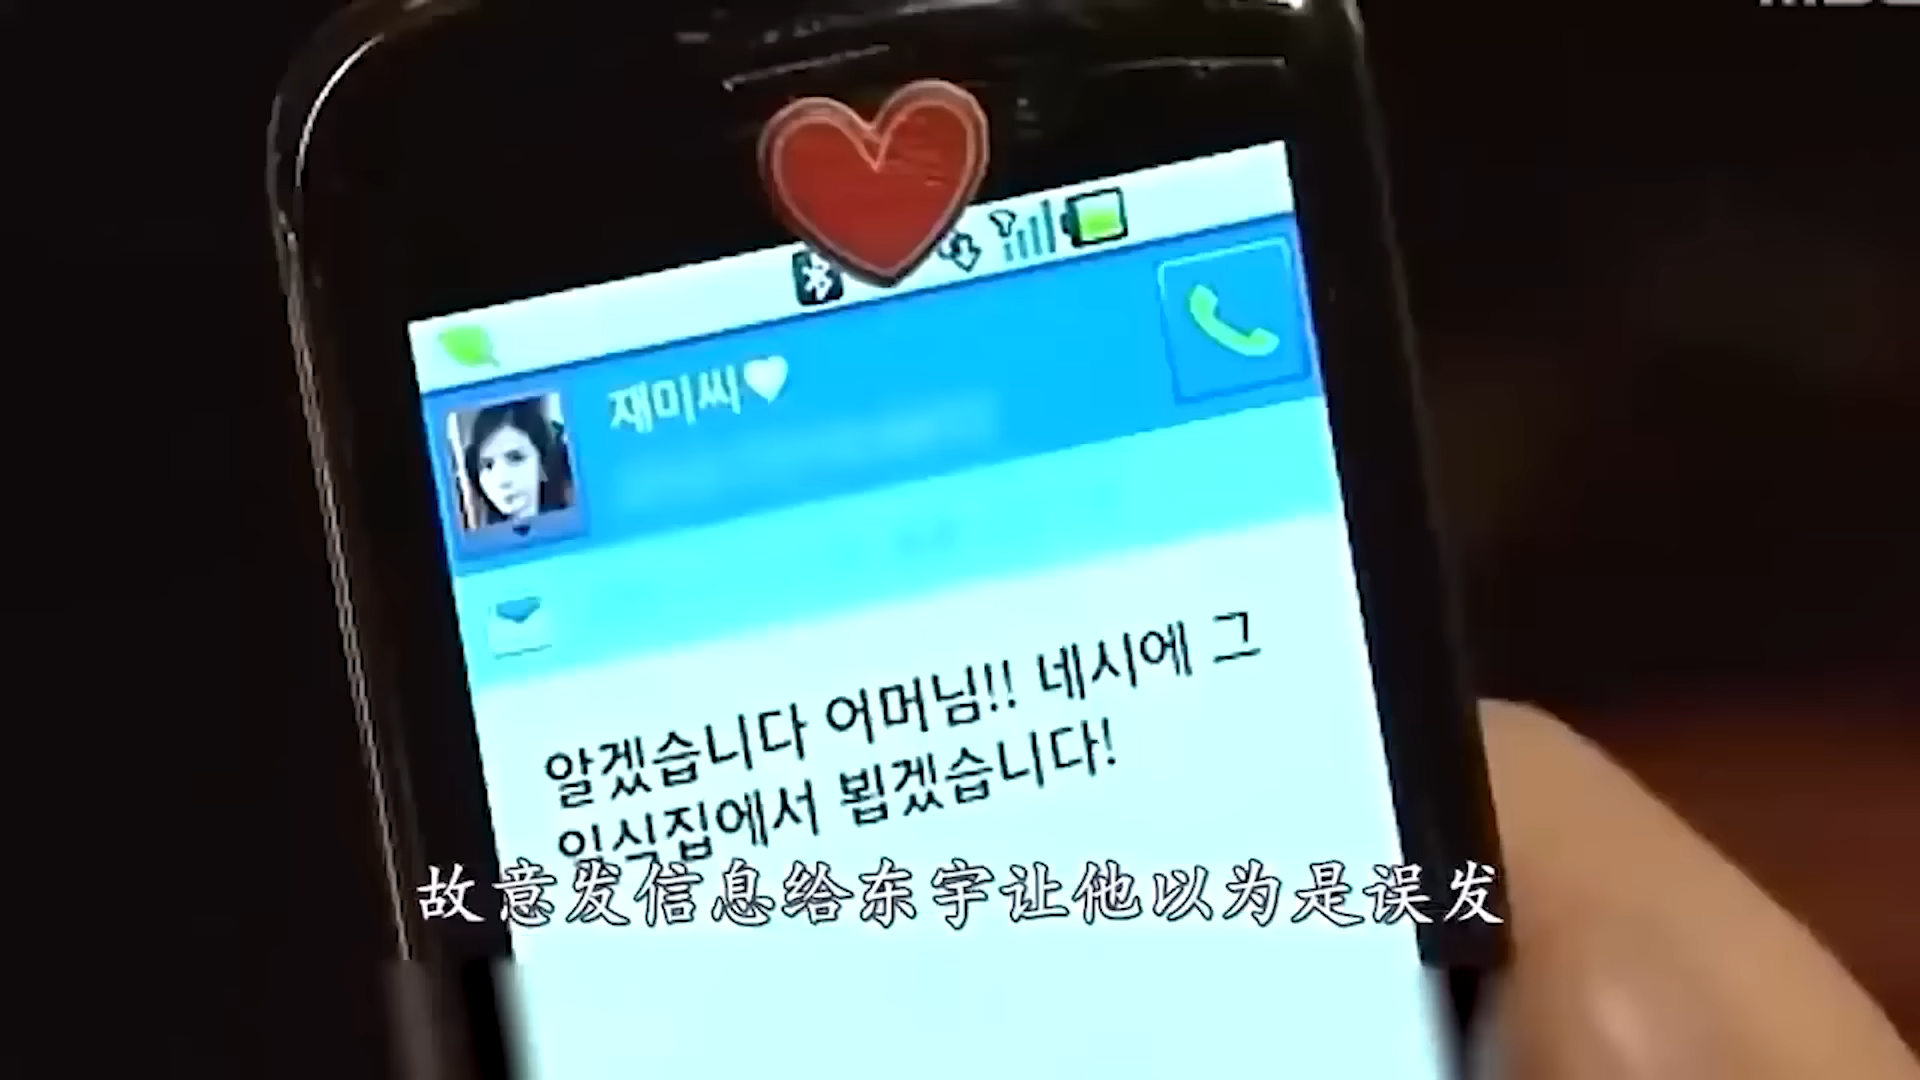 재미씨♥
알겠습니다 어머님!! 네시에 그
일식집에서 뵙겠습니다!
故意发信息给东宇让他以为是误发